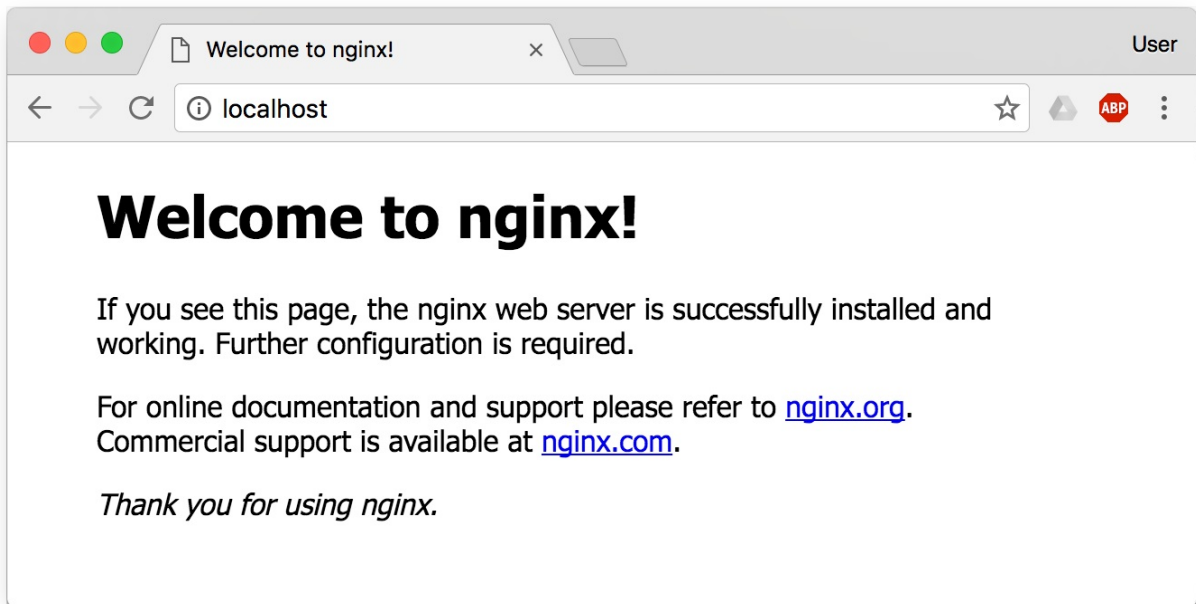 Welcome to nginx!
User
localhost
ABP
Welcome to nginx!
If you see this page, the nginx web server is successfully installed and
working. Further configuration is required.
For online documentation and support please refer to nginx.org.
Commercial support is available at nginx.com.
Thank you for using nginx.